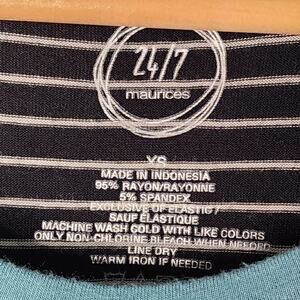 24/7
maurices
XS
MADE IN INDONESIA
95% RAYON/RAYONNE
5% SPANDEX
EXCLUSIVE OF ELASTIC /
SAUF ÉLASTIQUE
MACHINE WASH COLD WITH LIKE COLORS
ONLY NON-CHLORINE BLEACH WHEN NEEDED
LINE DRY
WARM IRON IF NEEDED